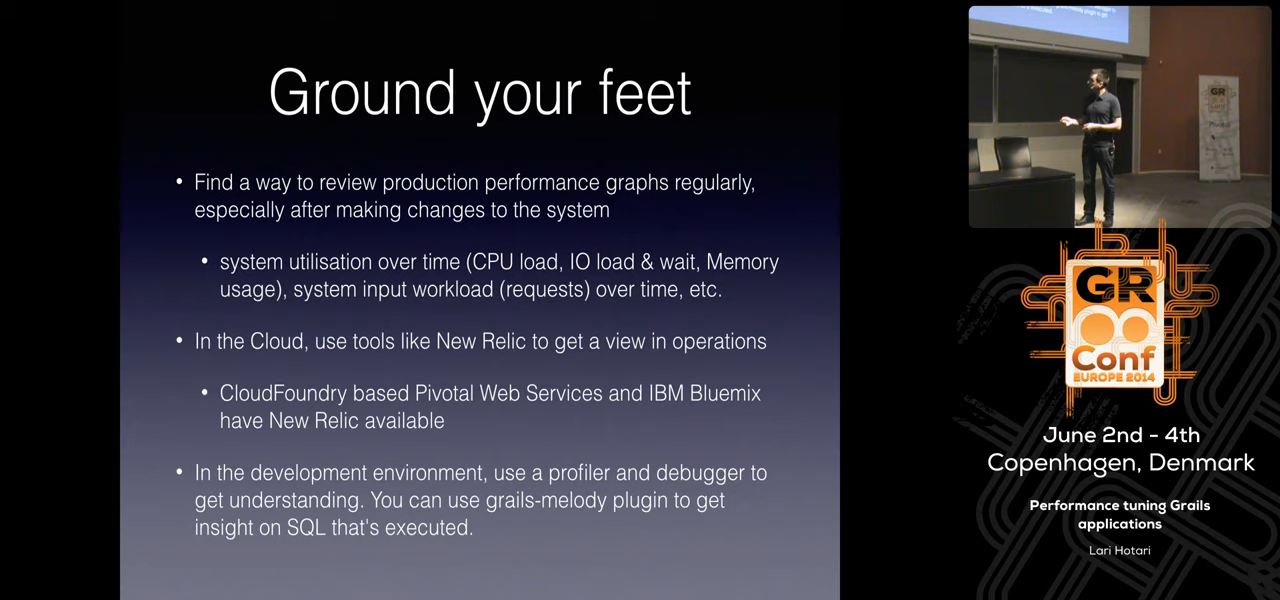 Ground your feet
• Find a way to review production performance graphs regularly,
especially after making changes to the system
• system utilisation over time (CPU load, IO load & wait, Memory
usage), system input workload (requests) over time, etc.
• In the Cloud, use tools like New Relic to get a view in operations
• CloudFoundry based Pivotal Web Services and IBM Bluemix
have New Relic available
• In the development environment, use a profiler and debugger to
get understanding. You can use grails-melody plugin to get
insight on SQL that's executed.
GR
Pivotal
GR
Conf
EUROPE 2014
June 2nd - 4th
Copenhagen, Denmark
Performance tuning Grails
applications
Lari Hotari